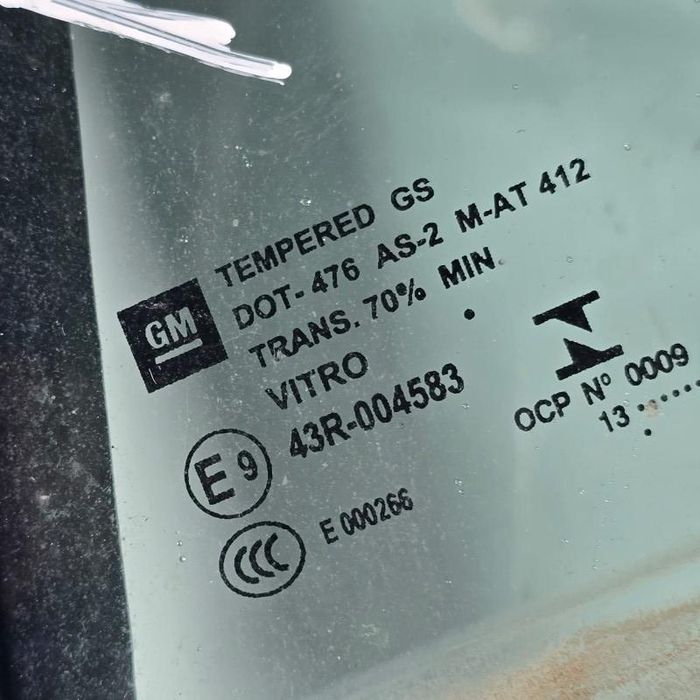 GM
TEMPERED GS
DOT-476 AS-2 M-AT 412
TRANS. 70% MIN.
VITRO
E9 43R-004583
CCC E 000266
OCP Nº 0009
13 .......